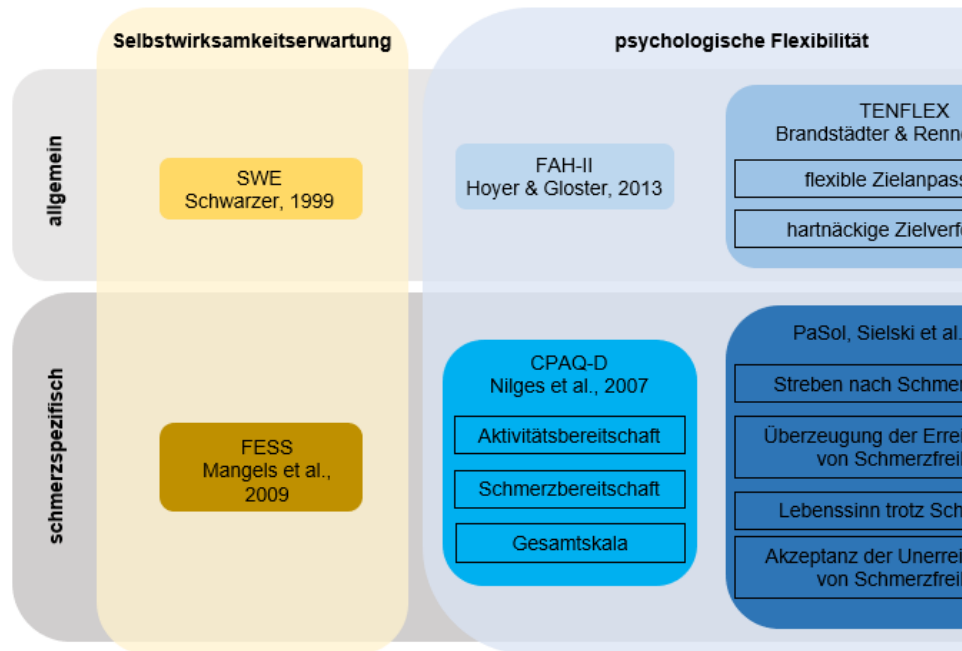 Selbstwirksamkeitserwartung
psychologische Flexibilität
allgemein
SWE
Schwarzer, 1999
FAH-II
Hoyer & Gloster, 2013
TENFLEX
Brandstädter &
flexible
hartnäckige
schmerzspezifisch
FESS
Mangels et al.,
2009
CPAQ-D
Nilges et al., 2007
Aktivitätsbereitschaft
Schmerzbereitschaft
Gesamtskala
PaSol, Sielski et al.
Streben nach
Überzeugung der
von
Lebenssinn trotz
Akzeptanz der
von